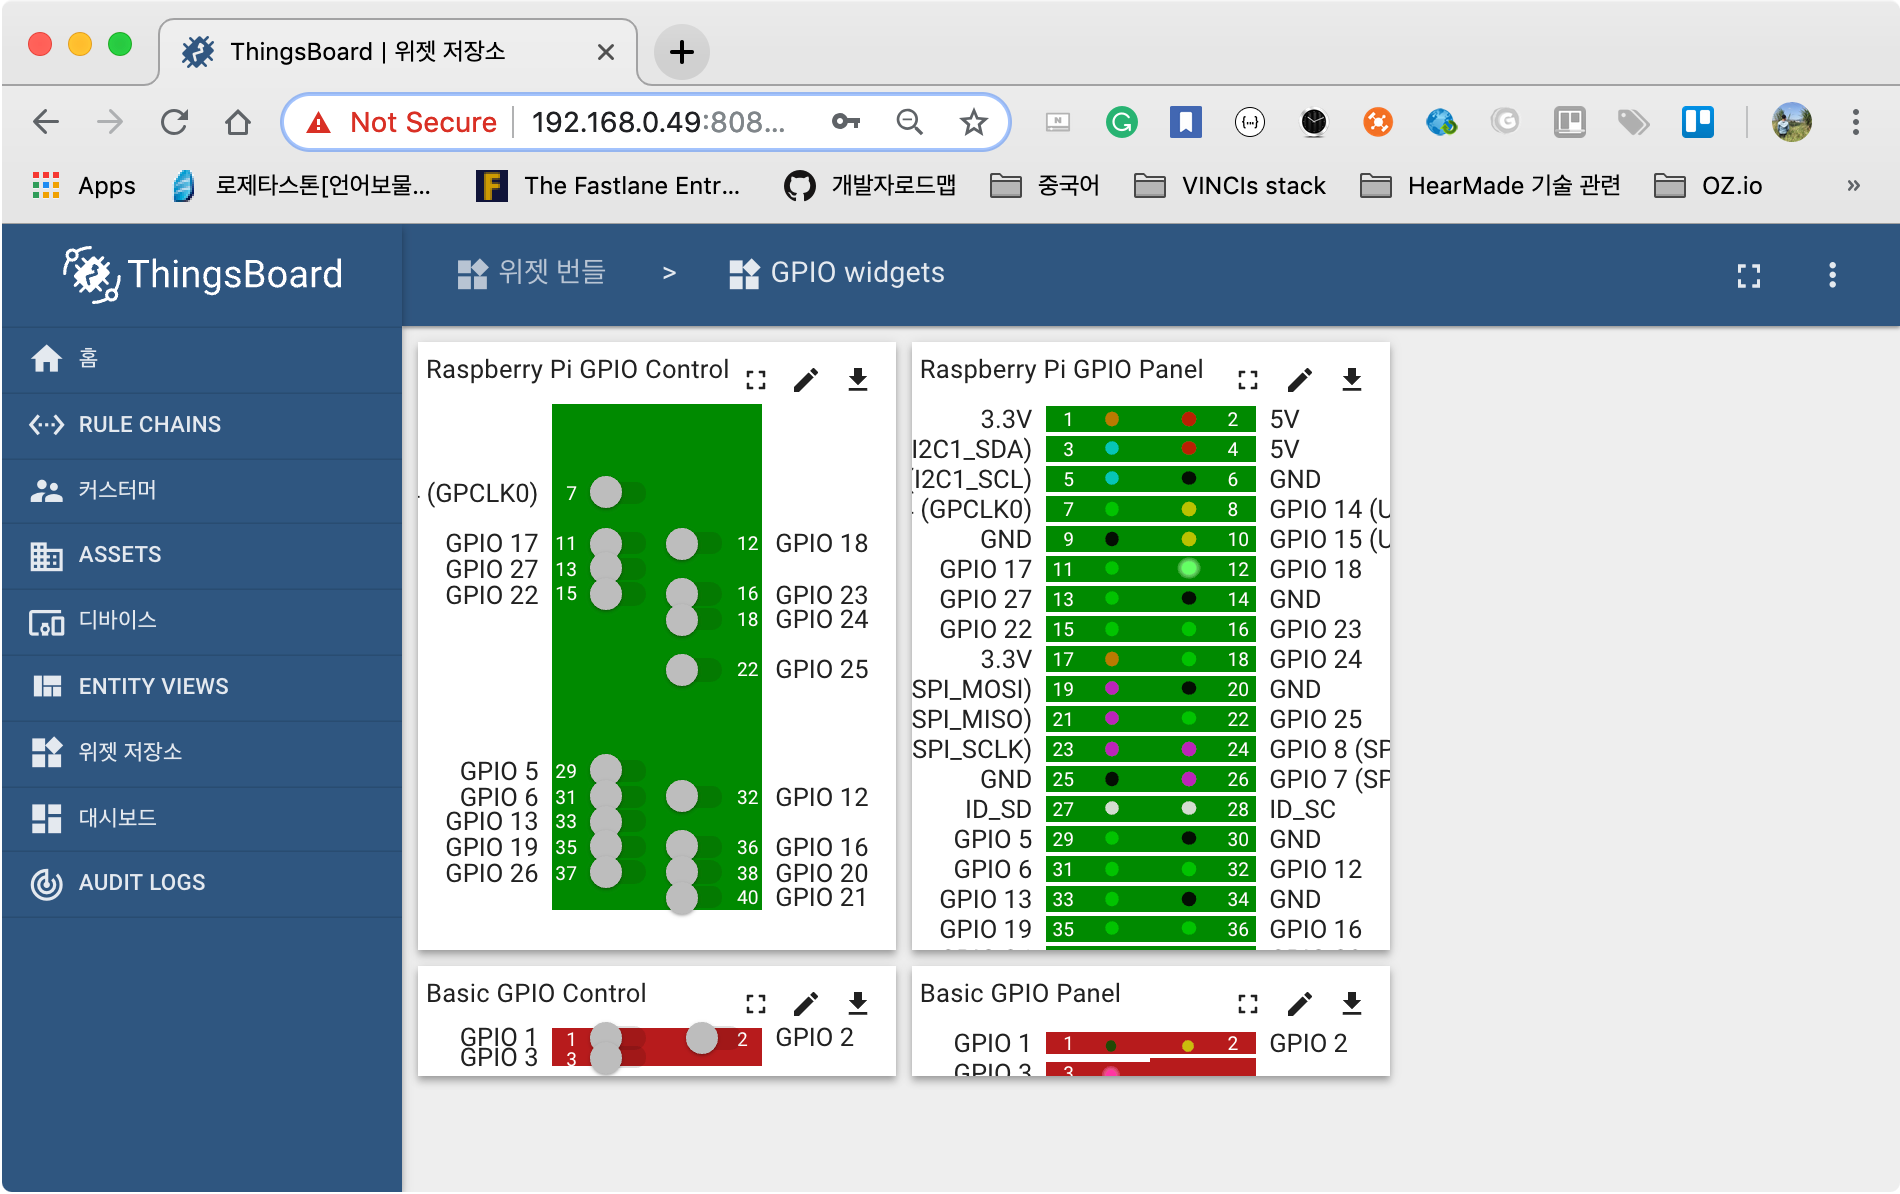 ThingsBoard | 위젯 저장소
Not Secure
192.168.0.49:808...
Apps
로제타스톤[언어보물...
The Fastlane Entr...
개발자로드맵
중국어
VINCIs stack
HearMade 기술 관련
OZ.io
»
ThingsBoard
위젯 번들 > GPIO widgets
홈
RULE CHAINS
커스터머
ASSETS
디바이스
ENTITY VIEWS
위젯 저장소
대시보드
AUDIT LOGS
Raspberry Pi GPIO Control
(GPCLK0) 7
GPIO 17 11 12 GPIO 18
GPIO 27 13
GPIO 22 15 16 GPIO 23
18 GPIO 24
22 GPIO 25
GPIO 5 29
GPIO 6 31 32 GPIO 12
GPIO 13 33
GPIO 19 35 36 GPIO 16
GPIO 26 37 38 GPIO 20
40 GPIO 21
Raspberry Pi GPIO Panel
3.3V 1 2 5V
I2C1_SDA) 3 4 5V
(I2C1_SCL) 5 6 GND
(GPCLK0) 7 8 GPIO 14 (U
GND 9 10 GPIO 15 (U
GPIO 17 11 12 GPIO 18
GPIO 27 13 14 GND
GPIO 22 15 16 GPIO 23
3.3V 17 18 GPIO 24
SPI_MOSI) 19 20 GND
SPI_MISO) 21 22 GPIO 25
SPI_SCLK) 23 24 GPIO 8 (SP
GND 25 26 GPIO 7 (SP
ID_SD 27 28 ID_SC
GPIO 5 29 30 GND
GPIO 6 31 32 GPIO 12
GPIO 13 33 34 GND
GPIO 19 35 36 GPIO 16
Basic GPIO Control
GPIO 1 1 2 GPIO 2
GPIO 3 3
Basic GPIO Panel
GPIO 1 1 2 GPIO 2
GPIO 3 3